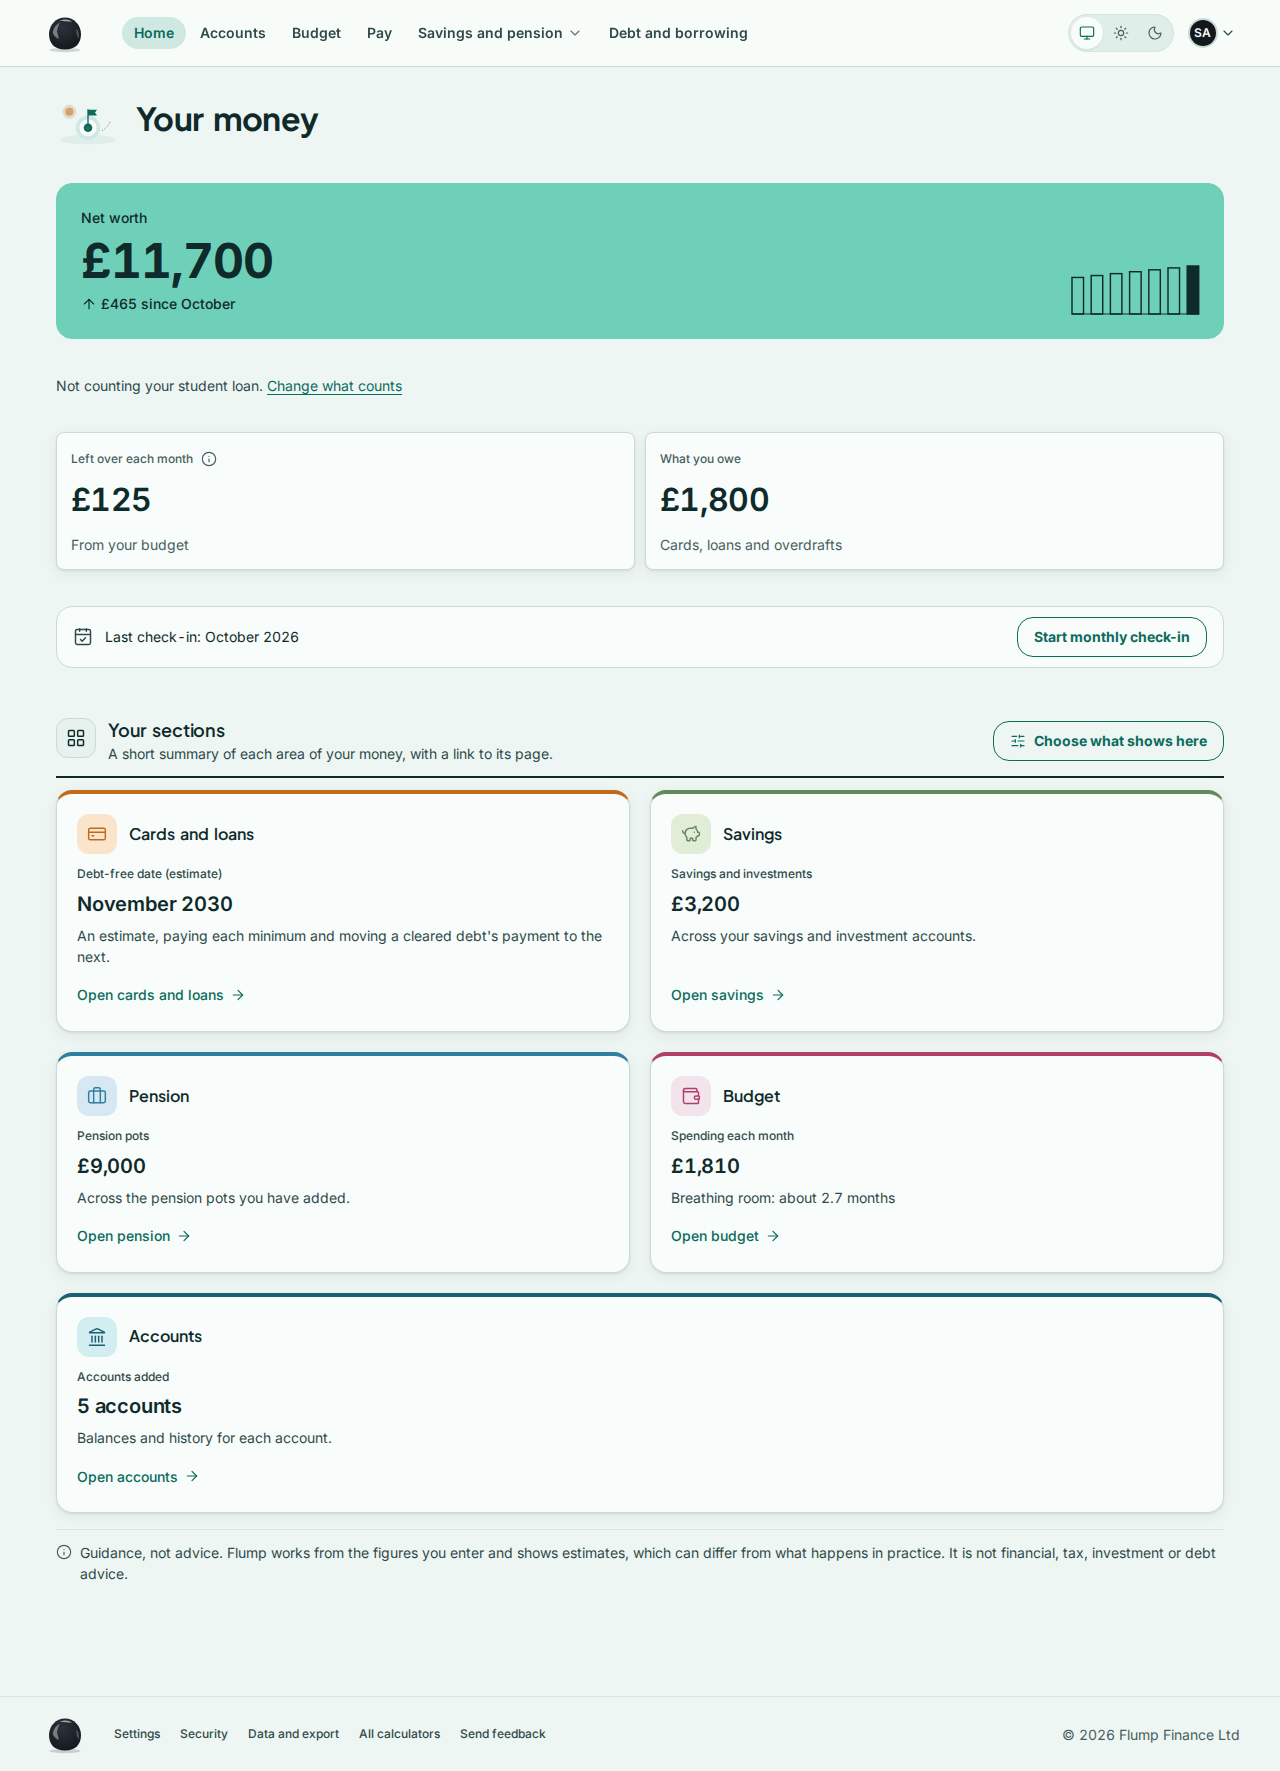 Home
Accounts
Budget
Pay
Savings and pension
Debt and borrowing
SA
Your money
Net worth
£11,700
£465 since October
Not counting your student loan. Change what counts
Left over each month
£125
From your budget
What you owe
£1,800
Cards, loans and overdrafts
Last check-in: October 2026
Start monthly check-in
Your sections
A short summary of each area of your money, with a link to its page.
Choose what shows here
Cards and loans
Debt-free date (estimate)
November 2030
An estimate, paying each minimum and moving a cleared debt's payment to the
next.
Open cards and loans
Savings
Savings and investments
£3,200
Across your savings and investment accounts.
Open savings
Pension
Pension pots
£9,000
Across the pension pots you have added.
Open pension
Budget
Spending each month
£1,810
Breathing room: about 2.7 months
Open budget
Accounts
Accounts added
5 accounts
Balances and history for each account.
Open accounts
Guidance, not advice. Flump works from the figures you enter and shows estimates, which can differ from what happens in practice. It is not financial, tax, investment or debt
advice.
Settings
Security
Data and export
All calculators
Send feedback
© 2026 Flump Finance Ltd